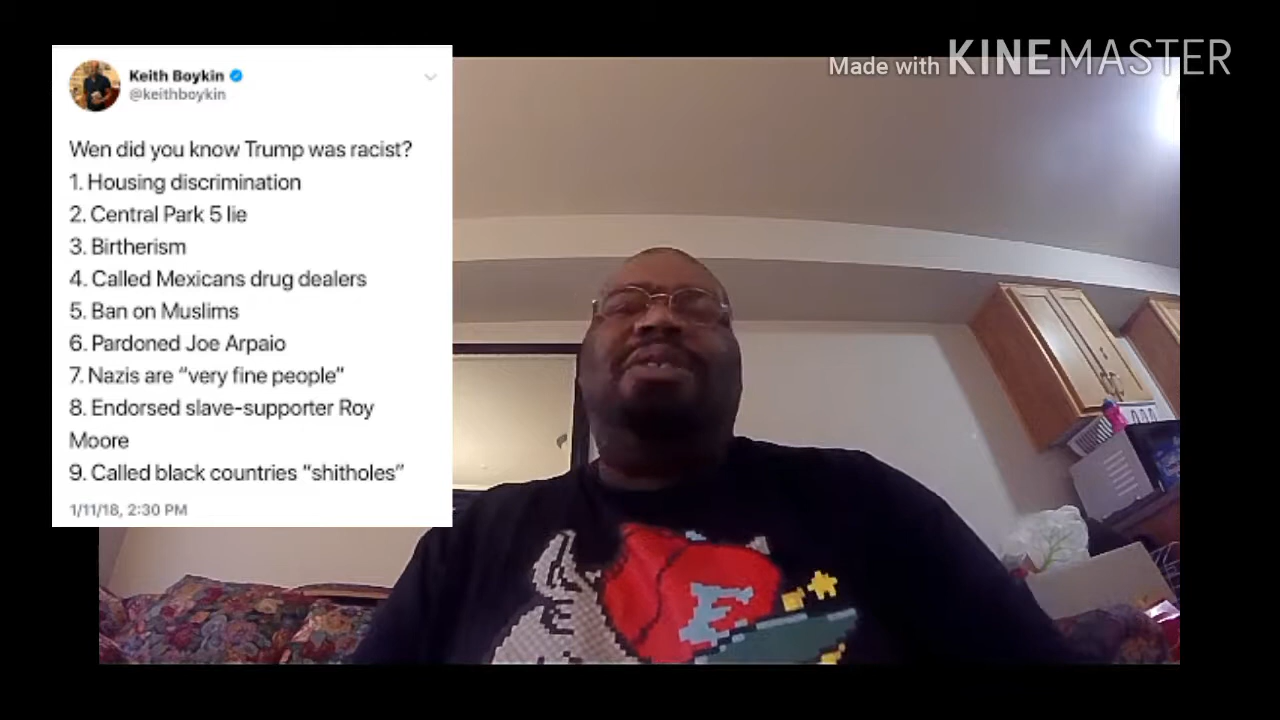 Made with KINEMASTER
Keith Boykin
@keithboykin
Wen did you know Trump was racist?
1. Housing discrimination
2. Central Park 5 lie
3. Birtherism
4. Called Mexicans drug dealers
5. Ban on Muslims
6. Pardoned Joe Arpaio
7. Nazis are “very fine people”
8. Endorsed slave-supporter Roy
Moore
9. Called black countries “shitholes”
1/11/18, 2:30 PM